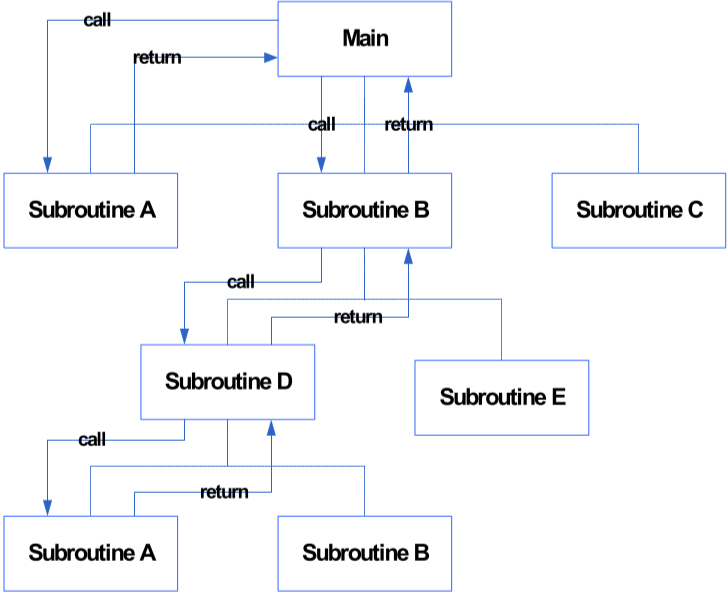 call
Main
return
call
return
Subroutine A
Subroutine B
Subroutine C
call
return
Subroutine D
Subroutine E
call
return
Subroutine A
Subroutine B